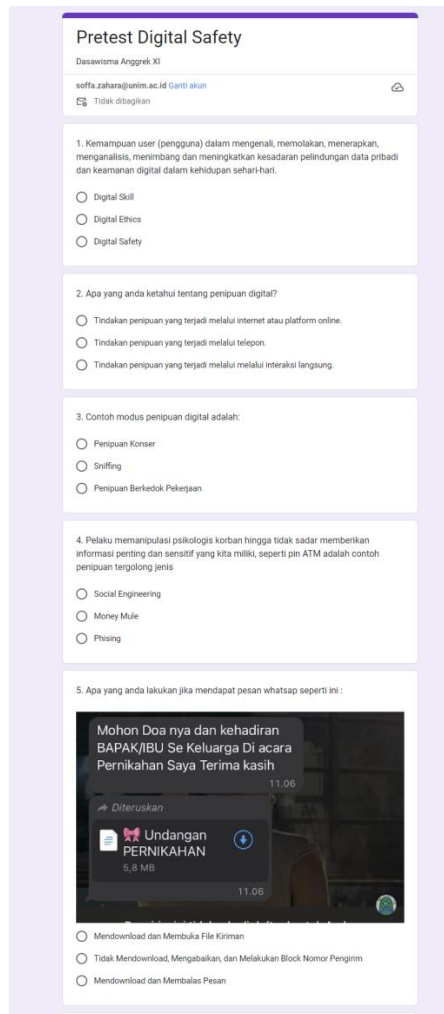 Pretest Digital Safety
Dasawisma Anggrek XI
soffa.zahara@unim.ac.id Ganti akun
Tidak dibagikan
1. Kemampuan user (pengguna) dalam mengenali, memolakan, menerapkan,
menganalisis, menimbang dan meningkatkan kesadaran pelindungan data pribadi
dan keamanan digital dalam kehidupan sehari-hari.
Digital Skill
Digital Ethics
Digital Safety
2. Apa yang anda ketahui tentang penipuan digital?
Tindakan penipuan yang terjadi melalui internet atau platform online.
Tindakan penipuan yang terjadi melalui telepon.
Tindakan penipuan yang terjadi melalui melalui interaksi langsung.
3. Contoh modus penipuan digital adalah:
Penipuan Konser
Sniffing
Penipuan Berkedok Pekerjaan
4. Pelaku memanipulasi psikologis korban hingga tidak sadar memberikan
informasi penting dan sensitif yang kita miliki, seperti pin ATM adalah contoh
penipuan tergolong jenis
Social Engineering
Money Mule
Phising
5. Apa yang anda lakukan jika mendapat pesan whatsap seperti ini :
Mohon Doa nya dan kehadiran
BAPAK/IBU Se Keluarga Di acara
Pernikahan Saya Terima kasih
11.06
Diteruskan
Undangan
PERNIKAHAN
5,8 MB
11.06
Mendownload dan Membuka File Kiriman
Tidak Mendownload, Mengabaikan, dan Melakukan Block Nomor Pengirim
Mendownload dan Membalas Pesan